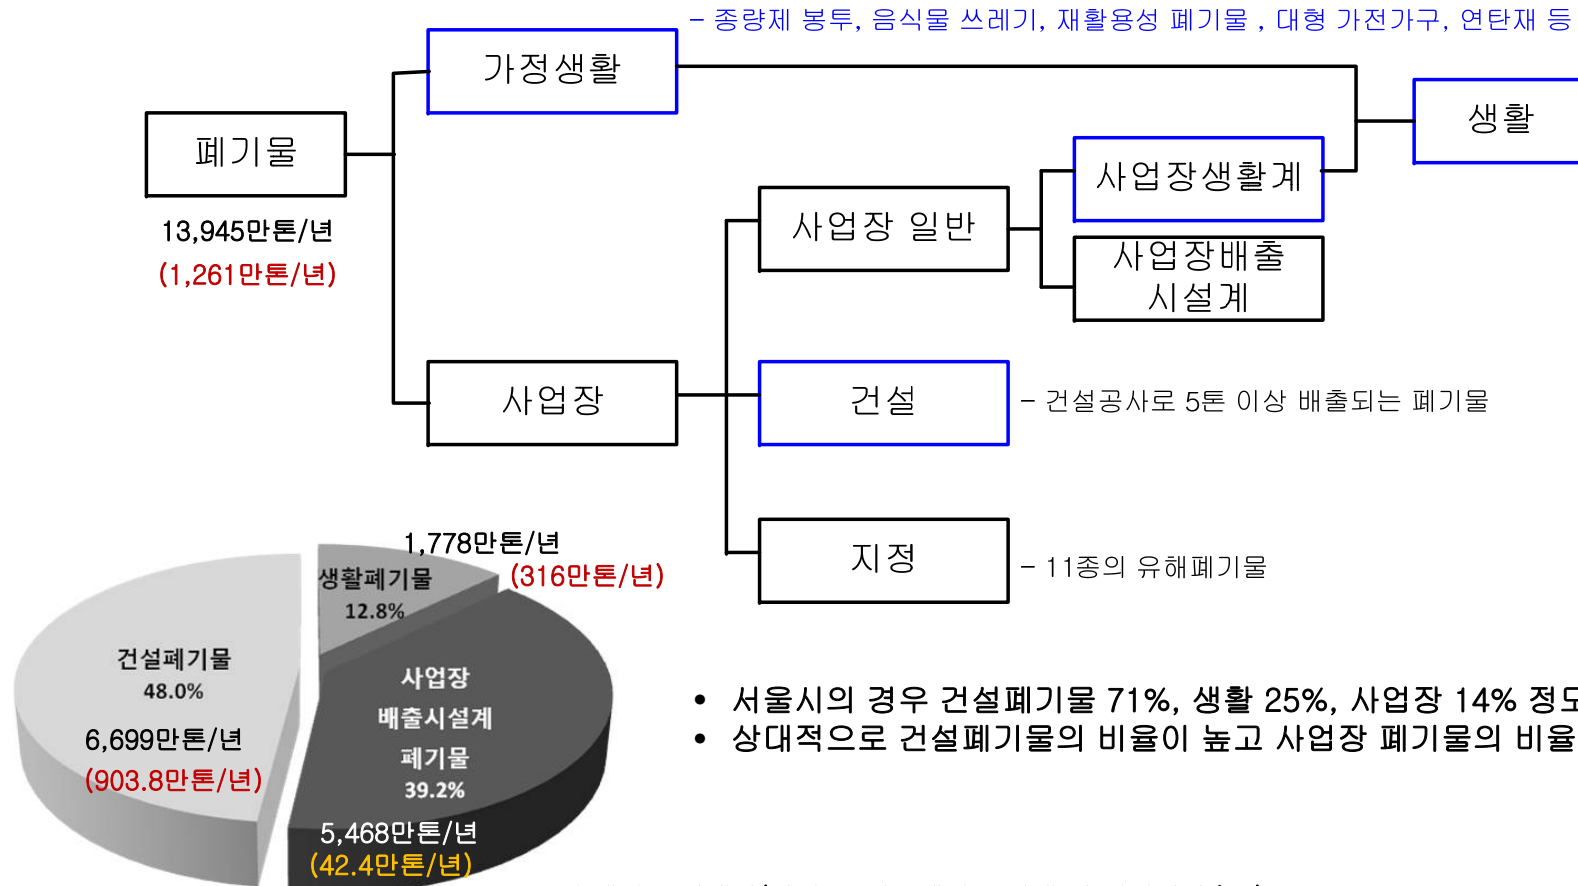 - 종량제 봉투, 음식물 쓰레기, 재활용성 폐기물 , 대형 가전가구, 연탄재 등
가정생활
폐기물
생활
13,945만톤/년
(1,261만톤/년)
사업장 일반
사업장생활계
사업장배출
시설계
사업장
건설
- 건설공사로 5톤 이상 배출되는 폐기물
지정
- 11종의 유해폐기물
1,778만톤/년
(316만톤/년)
생활폐기물
12.8%
건설폐기물
48.0%
6,699만톤/년
(903.8만톤/년)
사업장
배출시설계
폐기물
39.2%
5,468만톤/년
(42.4만톤/년)
• 서울시의 경우 건설폐기물 71%, 생활 25%, 사업장 14% 정도
• 상대적으로 건설폐기물의 비율이 높고 사업장 폐기물의 비율